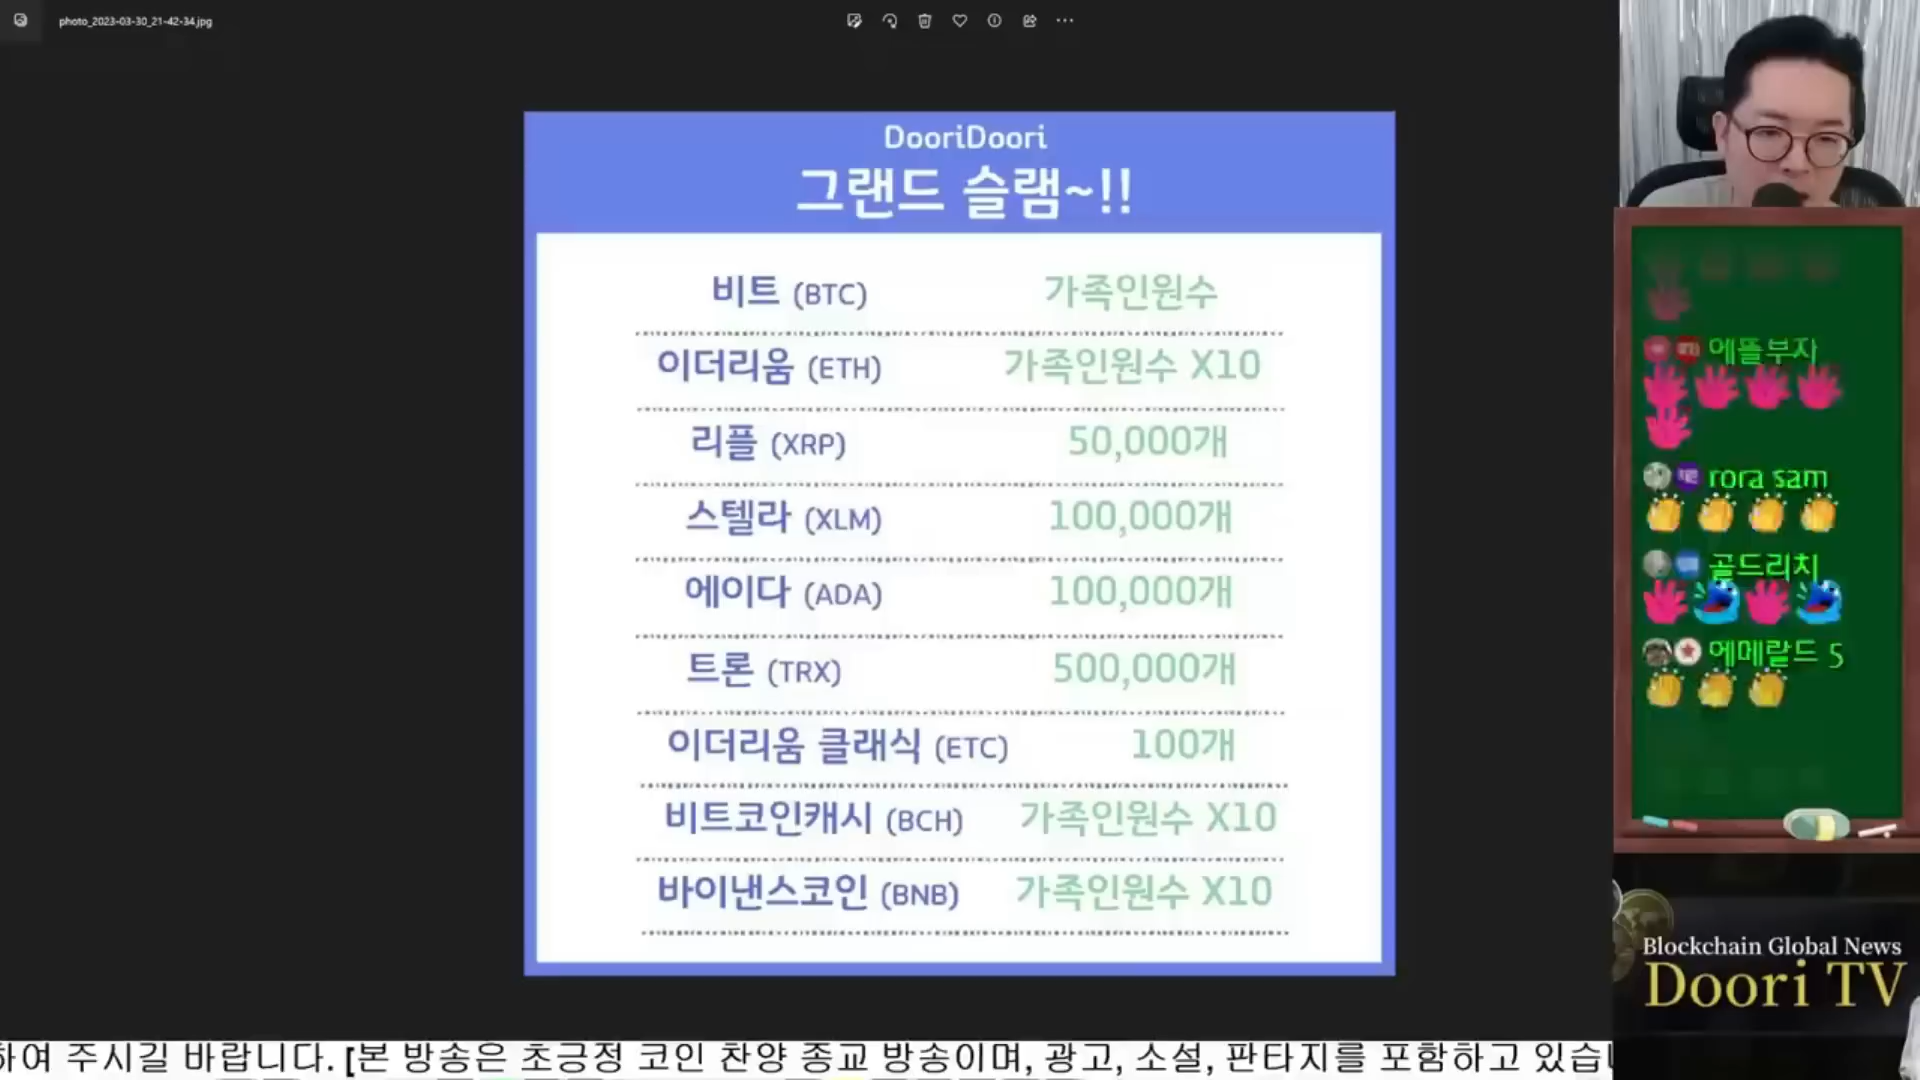 photo_2023-03-30_21-42-34.jpg
DooriDoori
그랜드 슬램~!!
비트 (BTC) 가족인원수
이더리움 (ETH) 가족인원수 X10
리플 (XRP) 50,000개
스텔라 (XLM) 100,000개
에이다 (ADA) 100,000개
트론 (TRX) 500,000개
이더리움 클래식 (ETC) 100개
비트코인캐시 (BCH) 가족인원수 X10
바이낸스코인 (BNB) 가족인원수 X10
에뜰부자
rora sam
골드리치
에메랄드 5
Blockchain Global News
Doori TV
하여 주시길 바랍니다. [본 방송은 초긍정 코인 찬양 종교 방송이며, 광고, 소설, 판타지를 포함하고 있습니